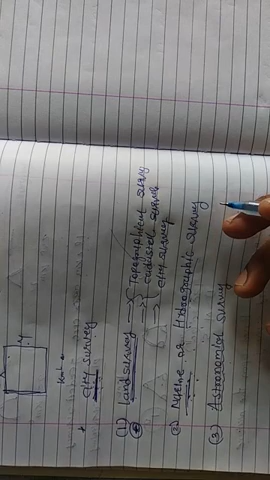 City survey
(1) Land survey → Topographical survey
→ Cadastral survey
→ City survey
(2) Marine or Hydrographic survey
(3) Astronomical survey